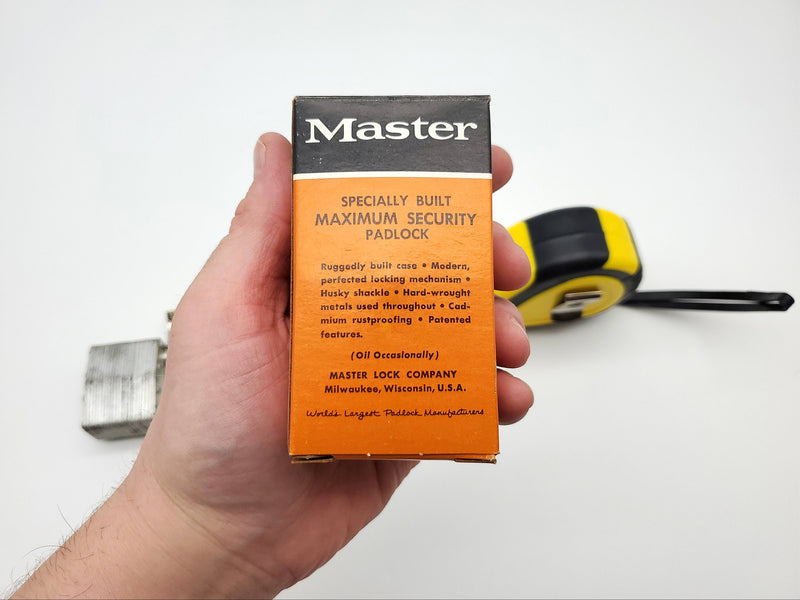 Master
SPECIALLY BUILT
MAXIMUM SECURITY
PADLOCK
Ruggedly built case • Modern,
perfected locking mechanism •
Husky shackle • Hard-wrought
metals used throughout • Cad-
mium rustproofing • Patented
features.
(Oil Occasionally)
MASTER LOCK COMPANY
Milwaukee, Wisconsin, U.S.A.
World's Largest Padlock Manufacturers